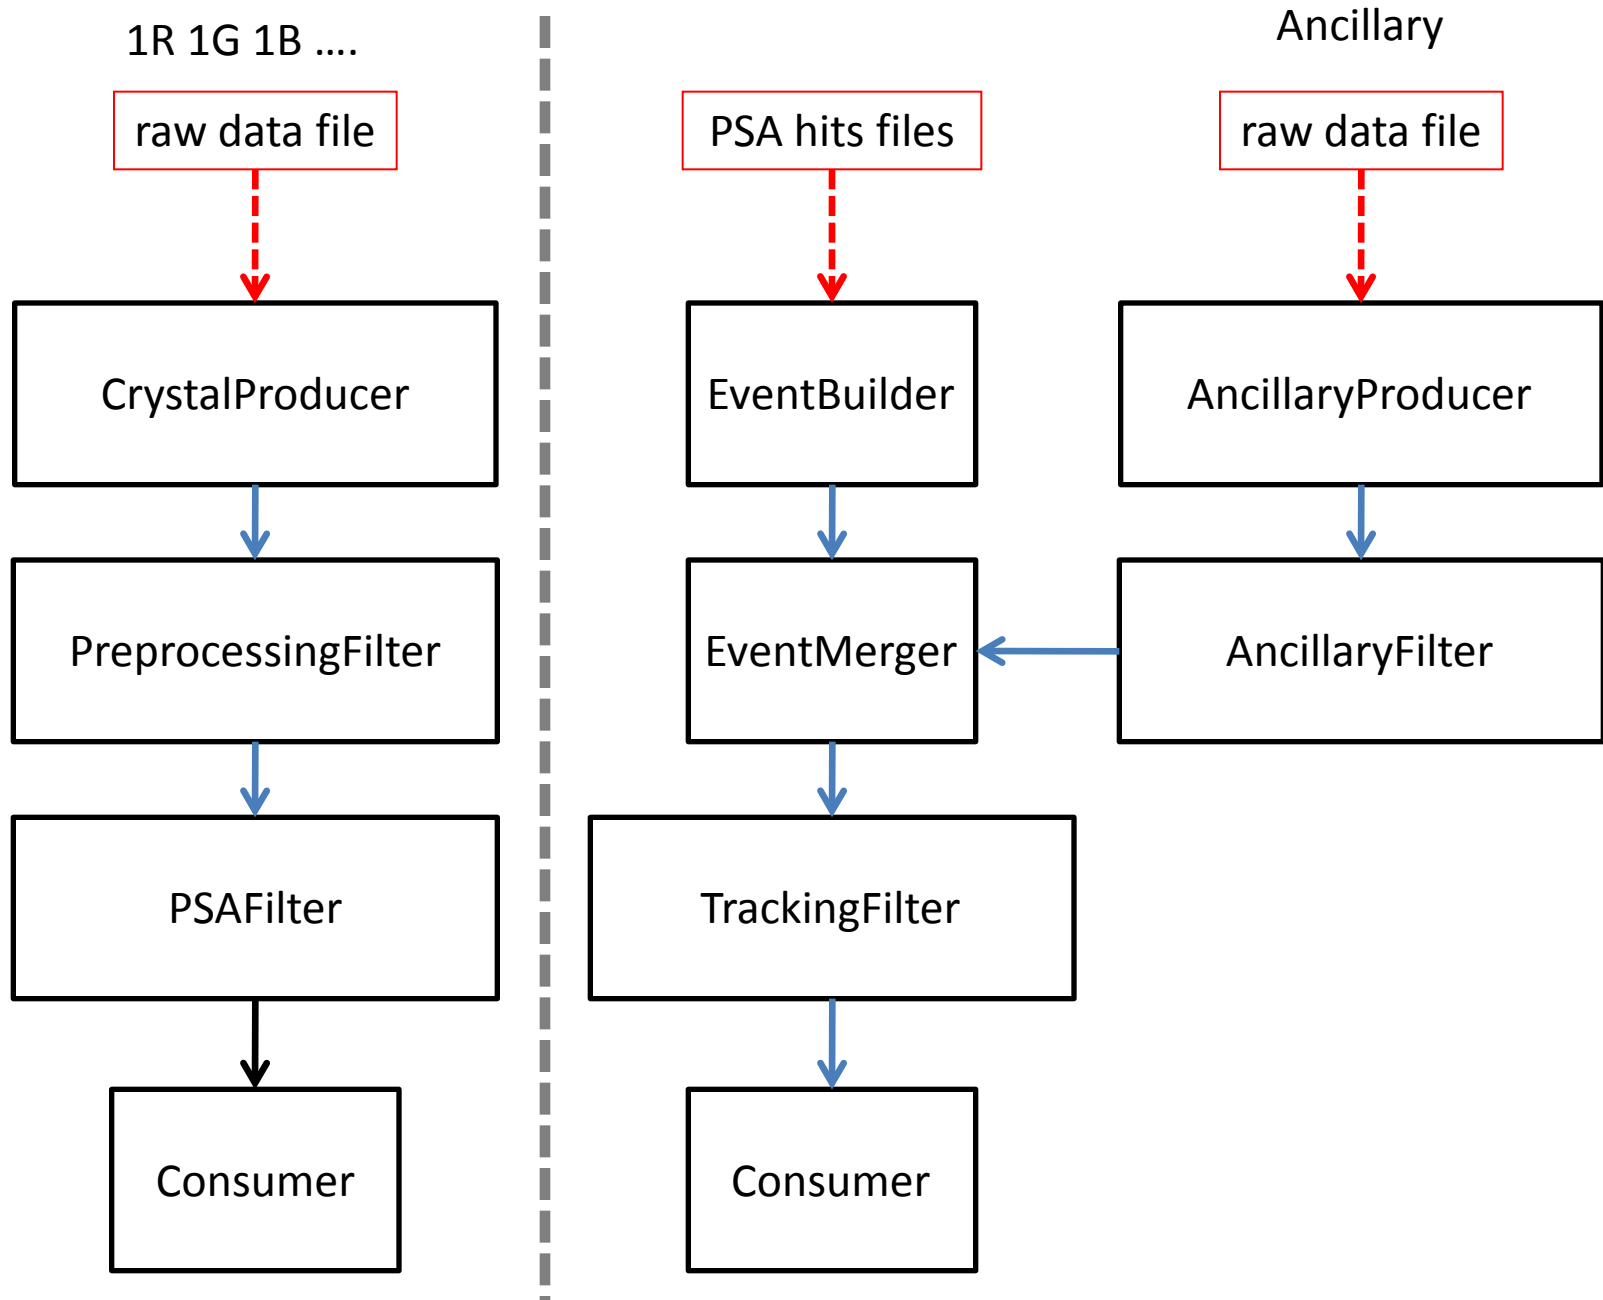 1R 1G 1B ....
raw data file
CrystalProducer
PreprocessingFilter
PSAFilter
Consumer
PSA hits files
EventBuilder
EventMerger
TrackingFilter
Consumer
Ancillary
raw data file
AncillaryProducer
AncillaryFilter